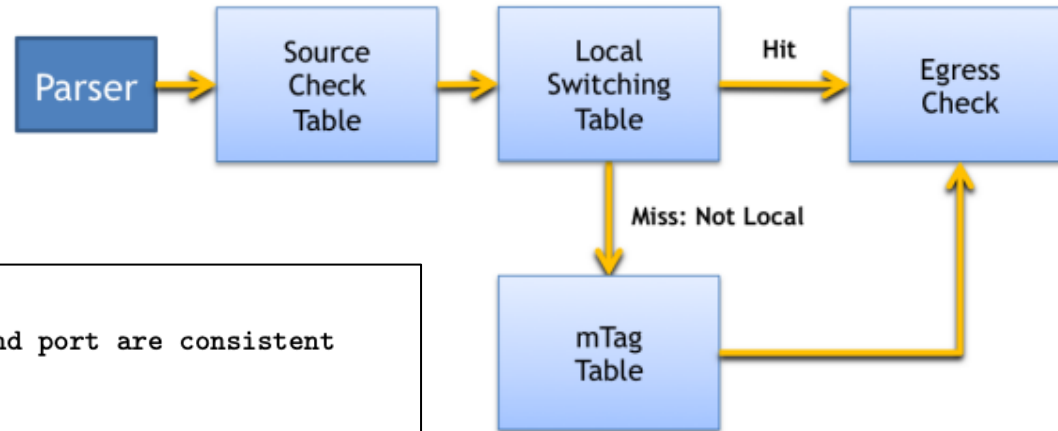 Parser
Source
Check
Table
Local
Switching
Table
Hit
Egress
Check
Miss: Not Local
mTag
Table
nd port are consistent